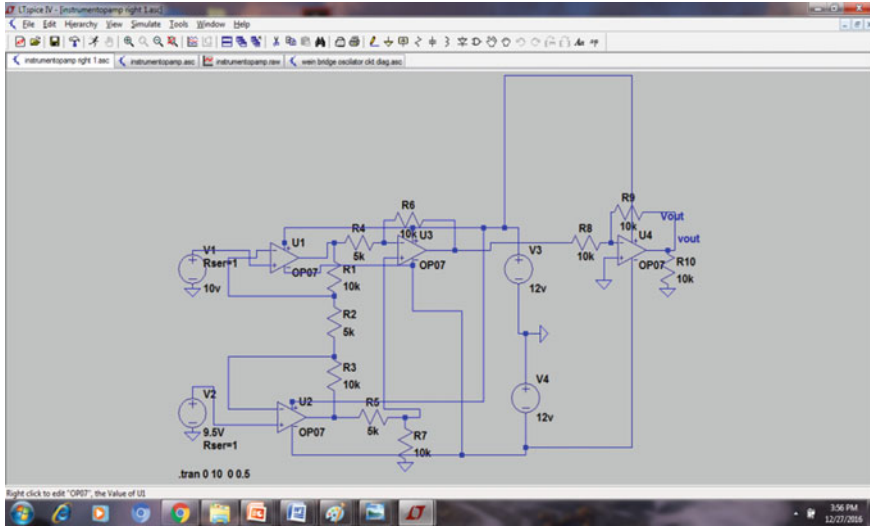 LTspice IV - [instrumentopamp right 1.asc]
File Edit Hierarchy View Simulate Tools Window Help
instrumentopamp right 1.asc instrumentopamp.asc instrumentopamp.raw wein bridge oscilator ckt diag.asc
R9
10k
Vout
R6
10k
R4
5k
R8
10k
U1
U3
U4
vout
V1
Rser=1
10v
OP07
OP07
OP07
V3
12v
R1
10k
R10
10k
R2
5k
R3
10k
V4
12v
V2
9.5V
Rser=1
U2
OP07
R5
5k
R7
10k
.tran 0 10 0 0.5
Right click to edit "OP07", the Value of U1
3:56 PM
12/27/2016